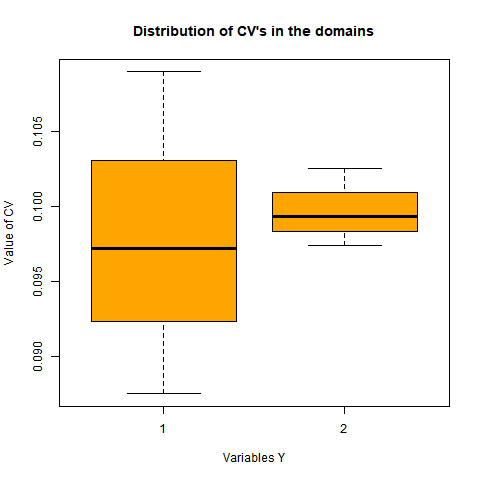 Distribution of CV's in the domains
Value of CV
0.105
0.100
0.095
0.090
1 2
Variables Y